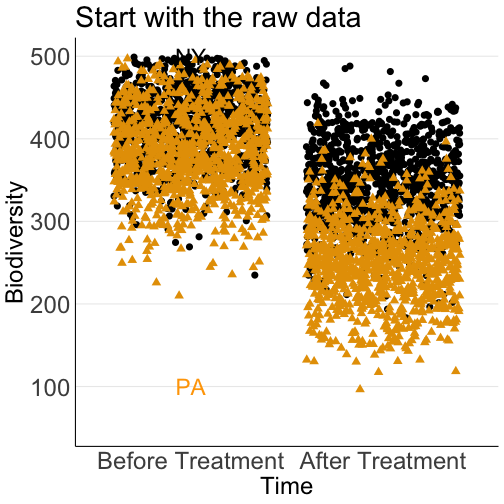 Start with the raw data
Biodiversity
500
400
300
200
100
NY
PA
Before Treatment
After Treatment
Time